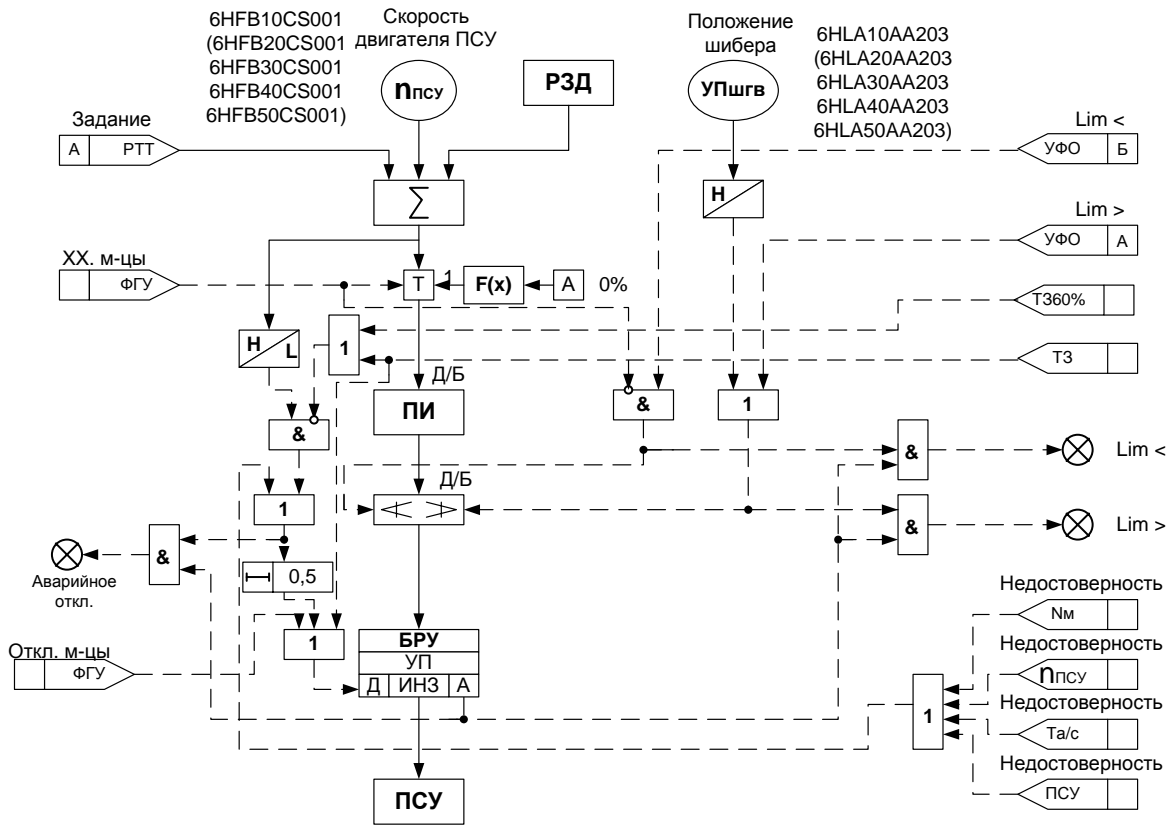 6HFB10CS001
(6HFB20CS001
6HFB30CS001
6HFB40CS001
6HFB50CS001)
Скорость
двигателя ПСУ
nпсу
РЗД
Положение
шибера
УПшгв
6HLA10AA203
(6HLA20AA203
6HLA30AA203
6HLA40AA203
6HLA50AA203)
Задание
А РТТ
Lim <
УФО Б
Σ
H
Lim >
УФО А
ХХ. м-цы
ФГУ
Т
1
F(x)
А
0%
ТЗ60%
H L
1
ТЗ
Д/Б
ПИ
&
1
&
Д/Б
< >
&
Lim <
1
&
Lim >
&
Аварийное
откл.
0,5
1
Откл. м-цы
ФГУ
БРУ
УП
Д ИНЗ А
Недостоверность
Nм
Недостоверность
nпсу
1
Недостоверность
Та/с
Недостоверность
ПСУ
ПСУ